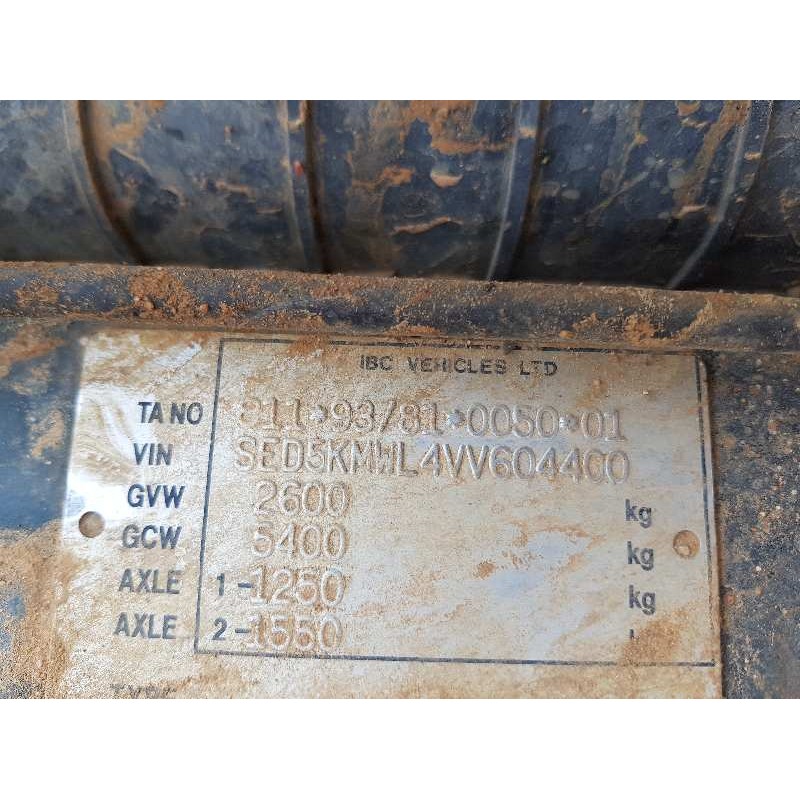 IBC VEHICLES LTD
TA NO e11*93/81*0050*01
VIN SED5KMWL4VV604400
GVW 2600 kg
GCW 5400 kg
AXLE 1-1250 kg
AXLE 2-1550